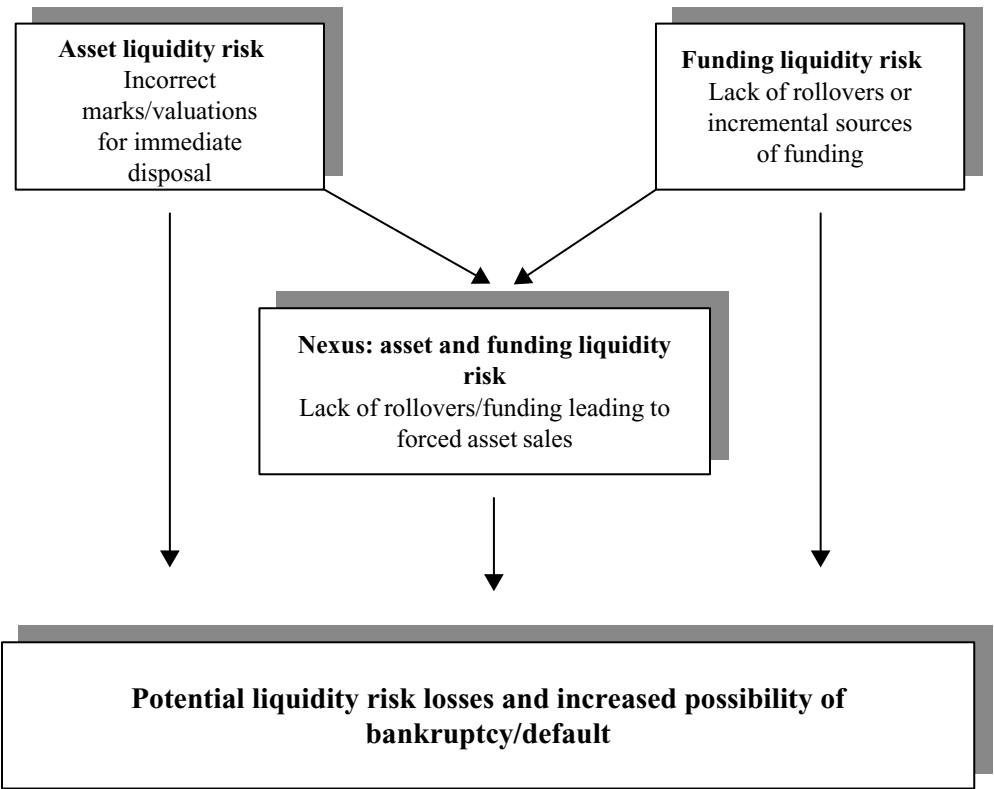 Asset liquidity risk
Incorrect
marks/valuations
for immediate
disposal
Funding liquidity risk
Lack of rollovers or
incremental sources
of funding
Nexus: asset and funding liquidity
risk
Lack of rollovers/funding leading to
forced asset sales
Potential liquidity risk losses and increased possibility of
bankruptcy/default